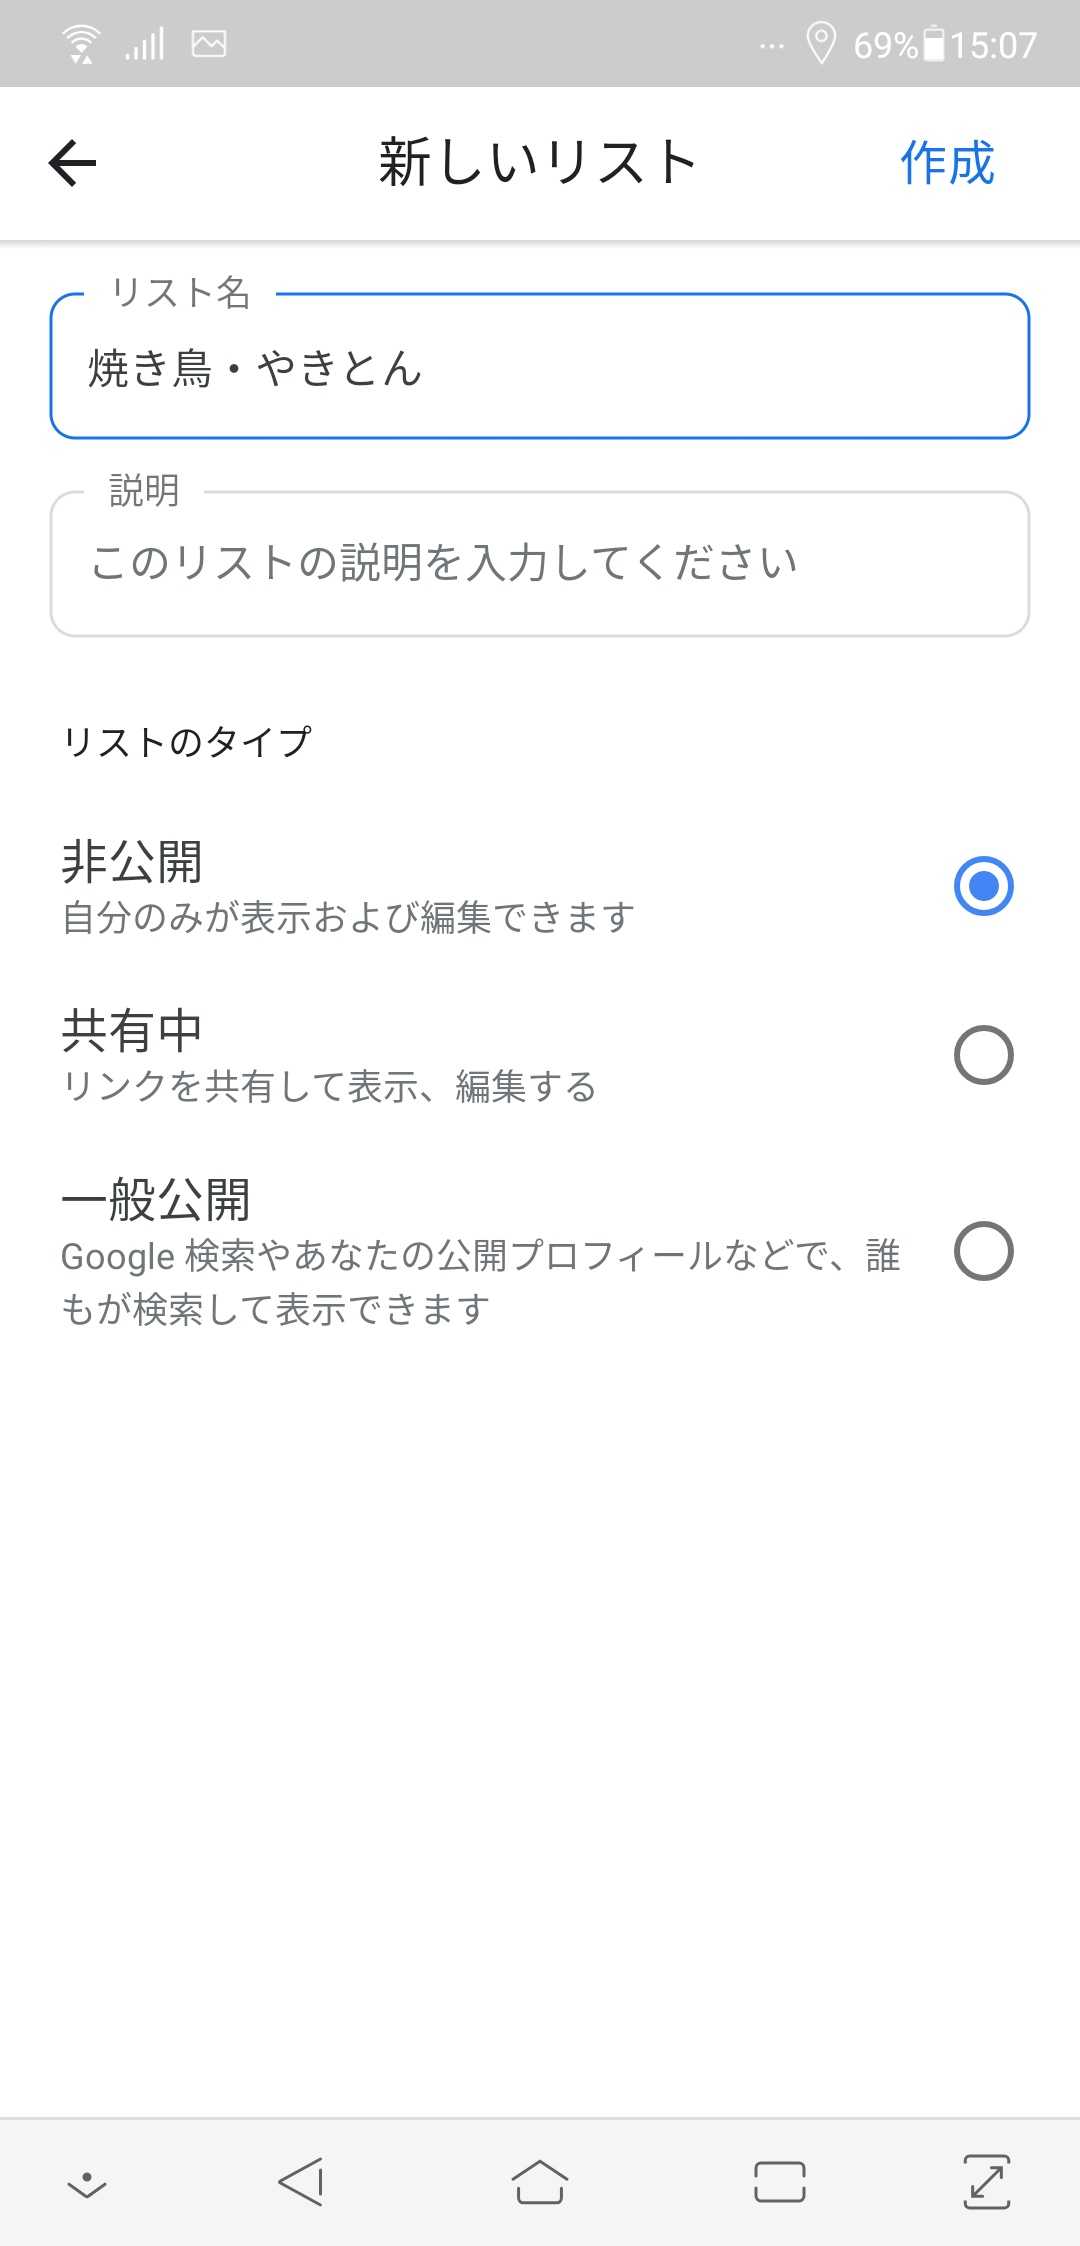 69% 15:07
新しいリスト
作成
リスト名
焼き鳥・やきとん
説明
このリストの説明を入力してください
リストのタイプ
非公開
自分のみが表示および編集できます
共有中
リンクを共有して表示、編集する
一般公開
Google 検索やあなたの公開プロフィールなどで、誰
もが検索して表示できます